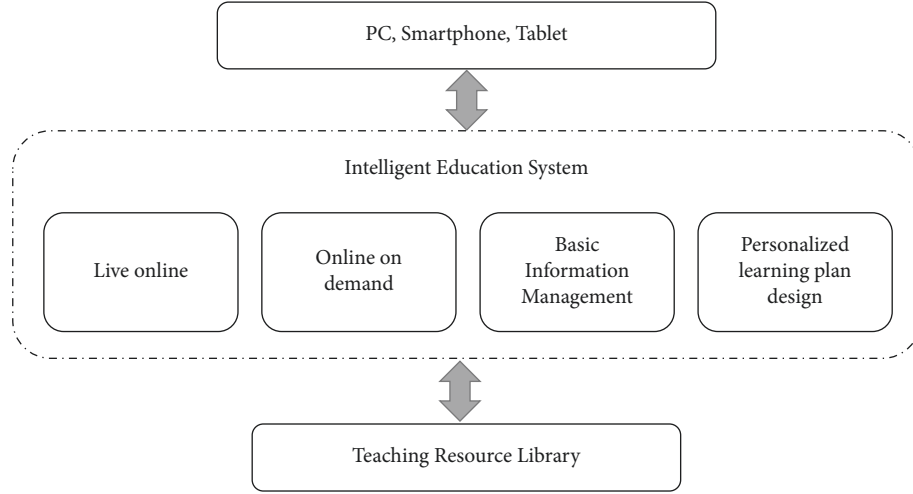 PC, Smartphone, Tablet
Intelligent Education System
Live online
Online on
demand
Basic
Information
Management
Personalized
learning plan
design
Teaching Resource Library